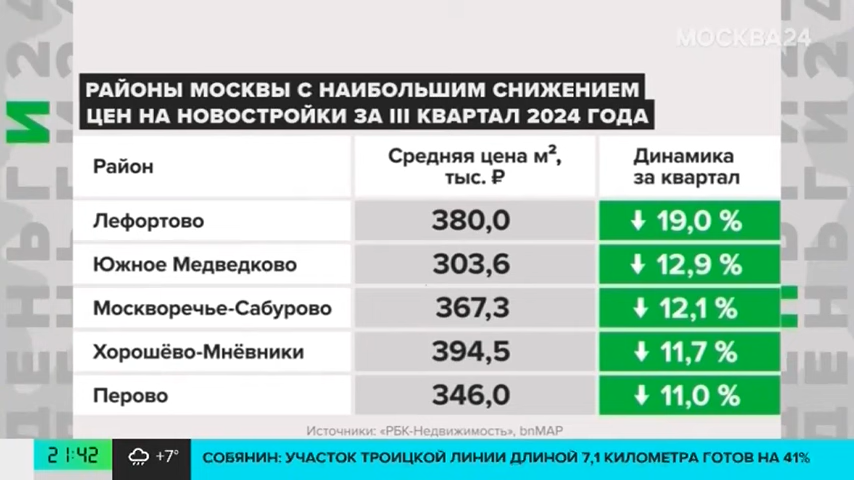 МОСКВА 24
РАЙОНЫ МОСКВЫ С НАИБОЛЬШИМ СНИЖЕНИЕМ
ЦЕН НА НОВОСТРОЙКИ ЗА III КВАРТАЛ 2024 ГОДА
Район
Средняя цена м²,
тыс. ₽
Динамика
за квартал
Лефортово 380,0 ↓ 19,0 %
Южное Медведково 303,6 ↓ 12,9 %
Москворечье-Сабурово 367,3 ↓ 12,1 %
Хорошёво-Мнёвники 394,5 ↓ 11,7 %
Перово 346,0 ↓ 11,0 %
Источники: «РБК-Недвижимость», bnMAP
21:42 +7° СОБЯНИН: УЧАСТОК ТРОИЦКОЙ ЛИНИИ ДЛИНОЙ 7,1 КИЛОМЕТРА ГОТОВ НА 41%